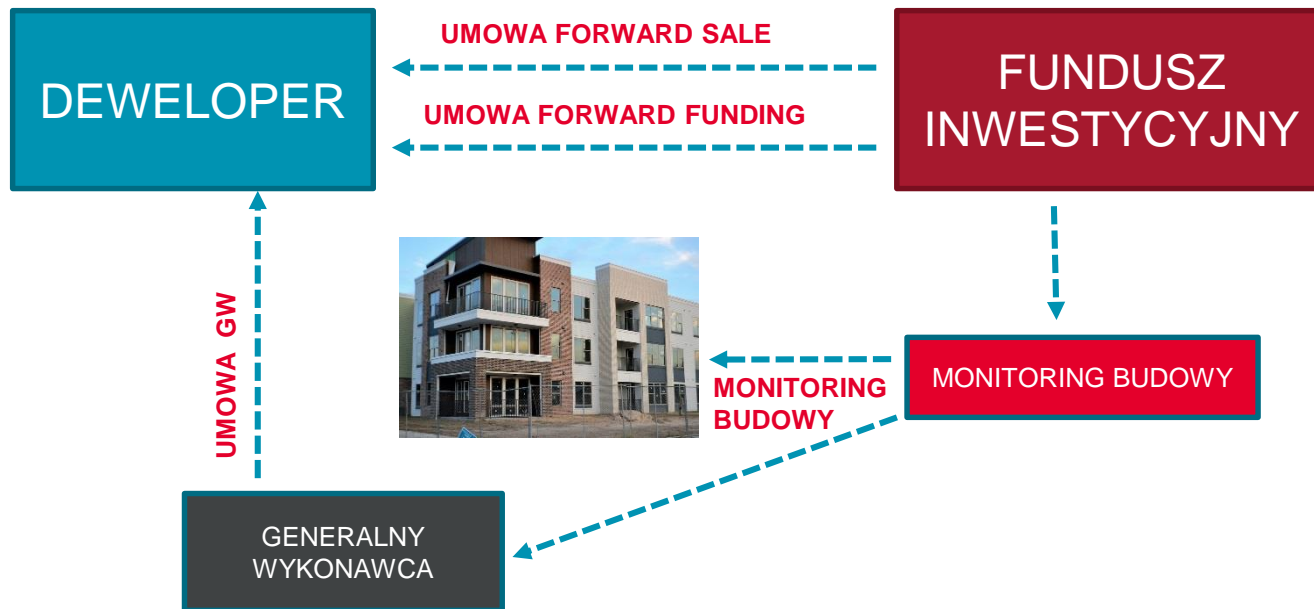 UMOWA FORWARD SALE
DEWELOPER
FUNDUSZ
INWESTYCYJNY
UMOWA FORWARD FUNDING
UMOWA GW
MONITORING
BUDOWY
MONITORING BUDOWY
GENERALNY
WYKONAWCA